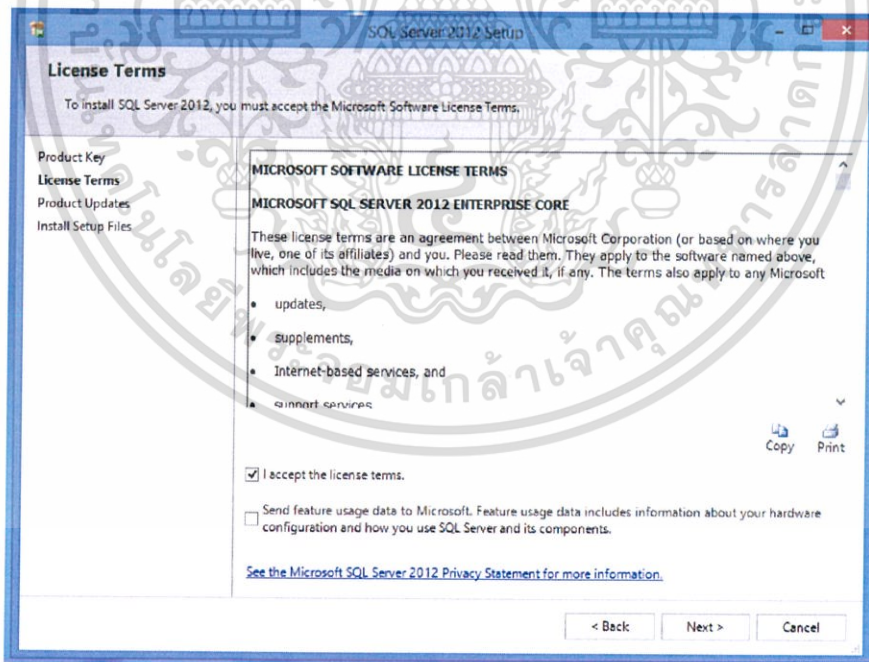 SQL Server 2012 Setup
License Terms
To install SQL Server 2012, you must accept the Microsoft Software License Terms.
Product Key
License Terms
Product Updates
Install Setup Files
MICROSOFT SOFTWARE LICENSE TERMS
MICROSOFT SQL SERVER 2012 ENTERPRISE CORE
These license terms are an agreement between Microsoft Corporation (or based on where you
live, one of its affiliates) and you. Please read them. They apply to the software named above,
which includes the media on which you received it, if any. The terms also apply to any Microsoft
• updates,
• supplements,
• Internet-based services, and
• support services
Copy Print
I accept the license terms.
Send feature usage data to Microsoft. Feature usage data includes information about your hardware
configuration and how you use SQL Server and its components.
See the Microsoft SQL Server 2012 Privacy Statement for more information.
< Back Next > Cancel